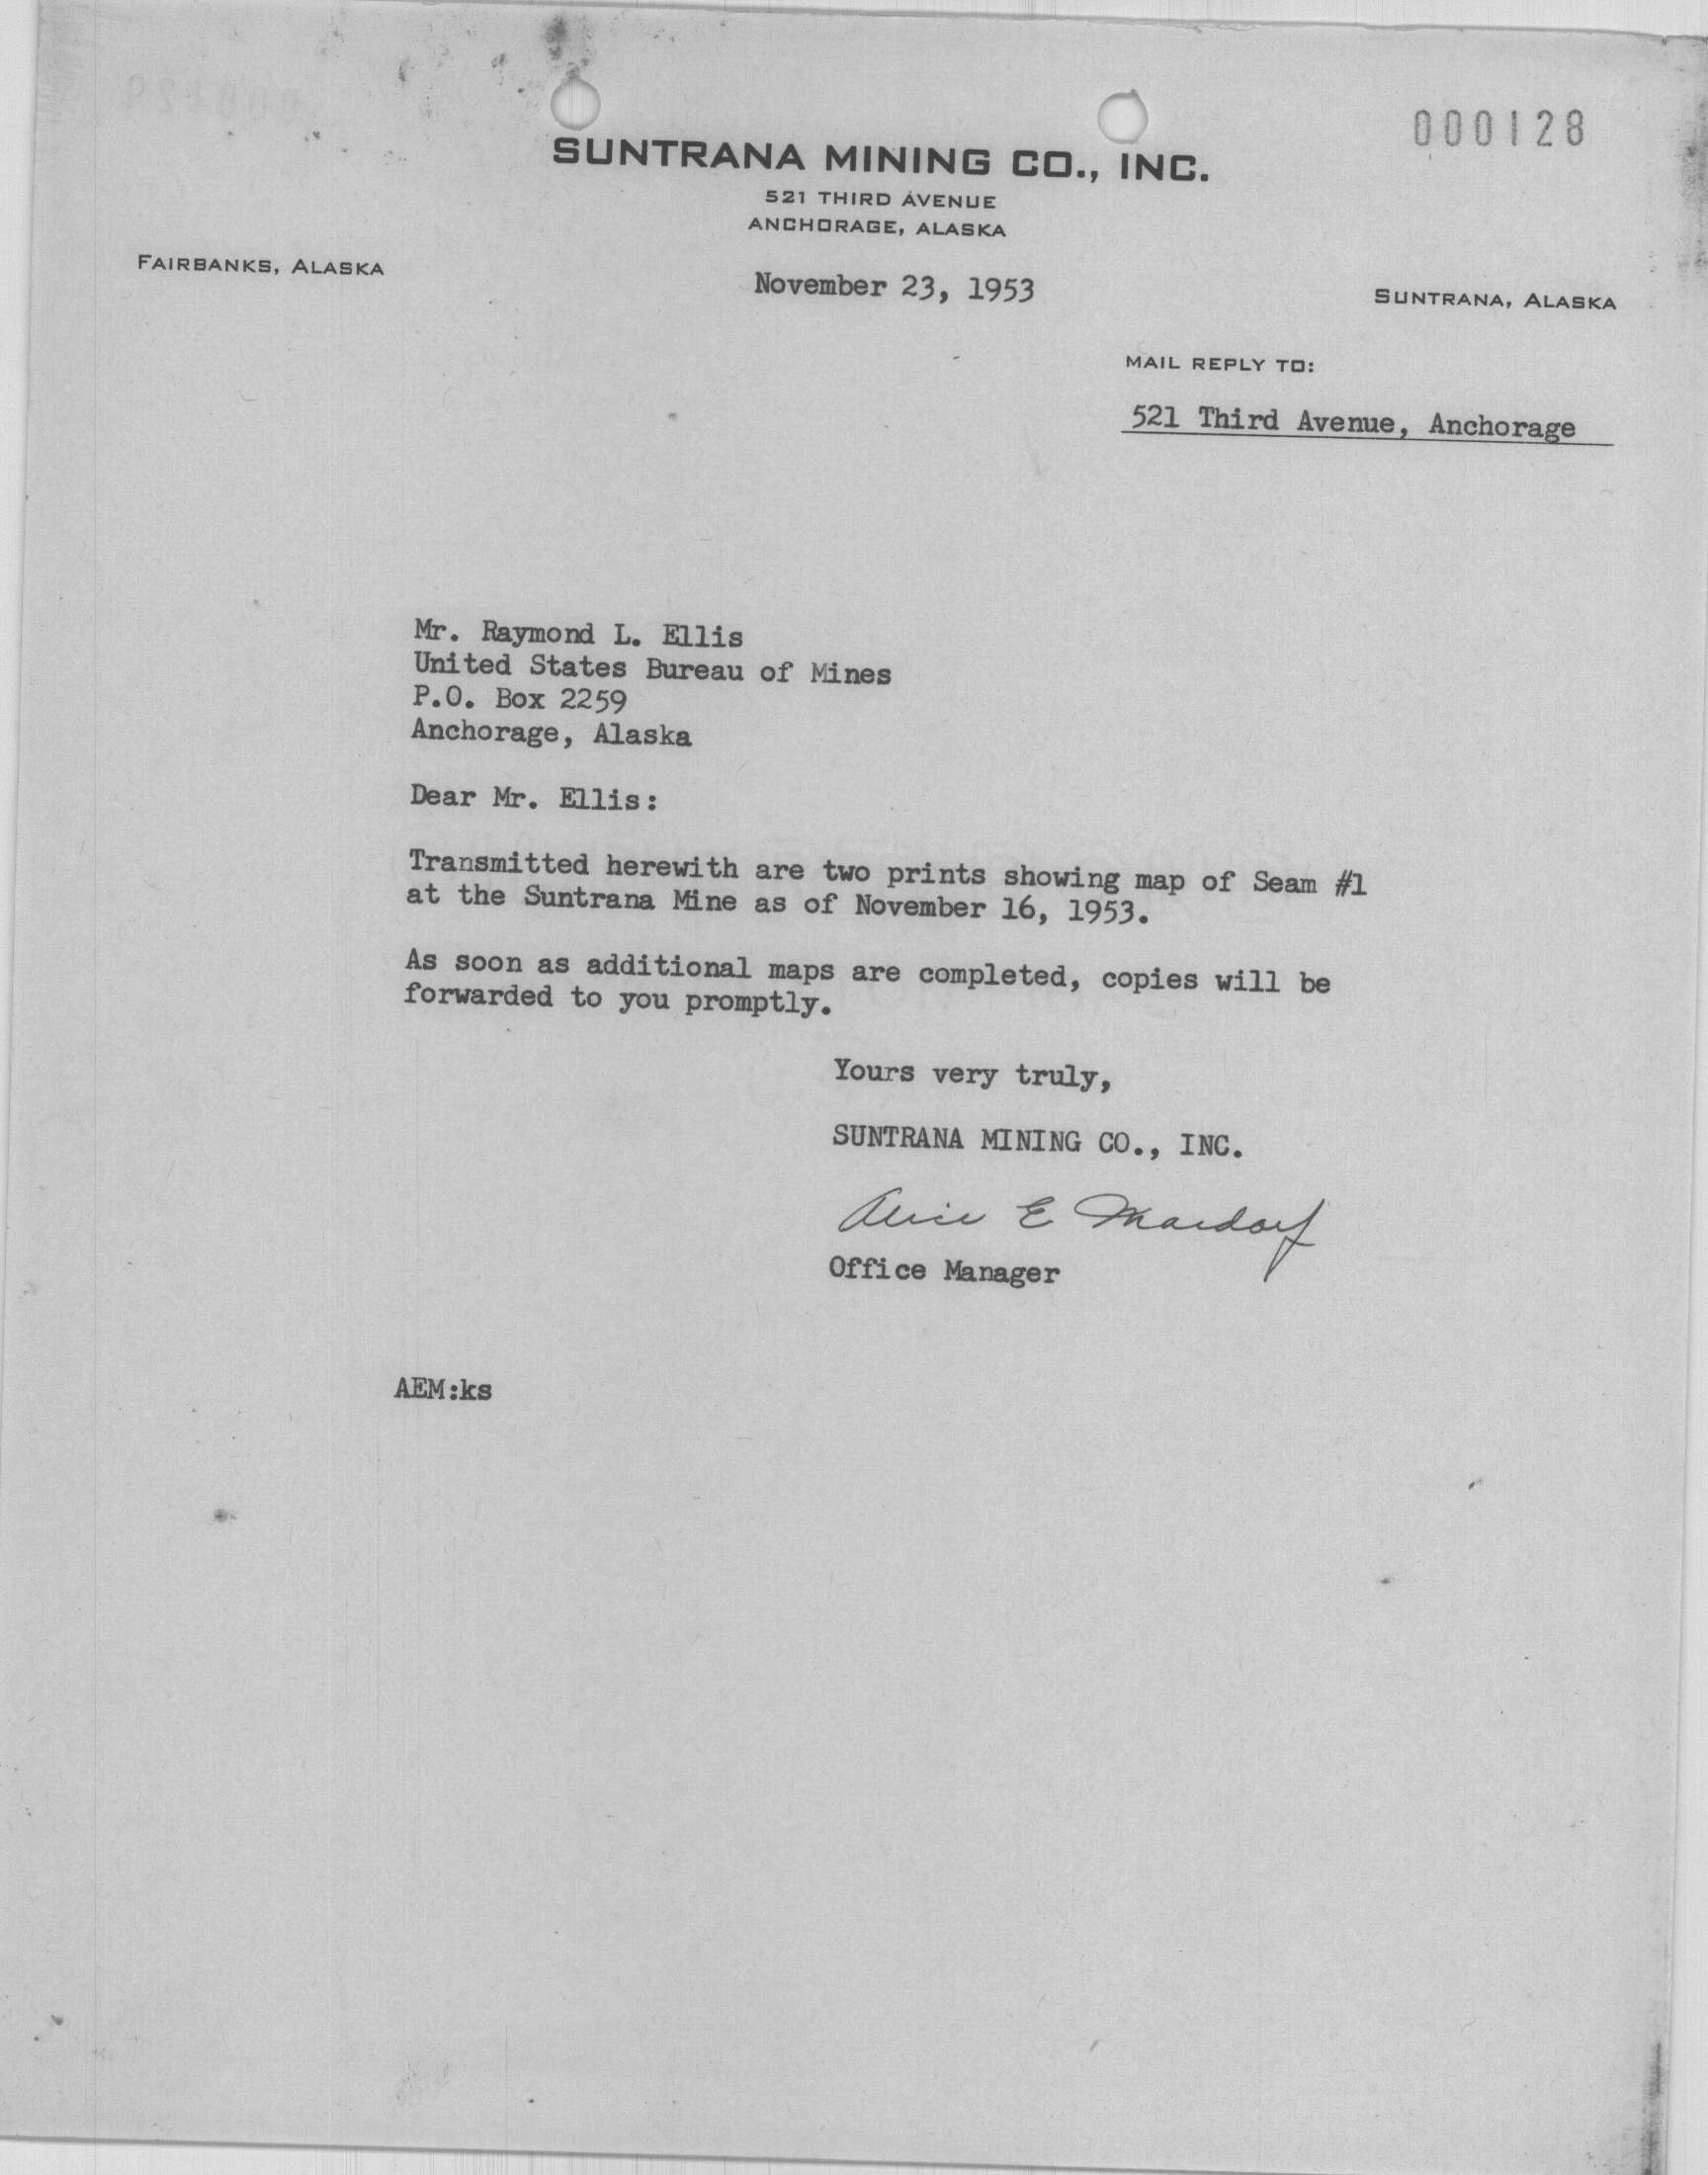 000128
SUNTRANA MINING CO., INC.
521 THIRD AVENUE
ANCHORAGE, ALASKA
FAIRBANKS, ALASKA
November 23, 1953
SUNTRANA, ALASKA
MAIL REPLY TO:
521 Third Avenue, Anchorage
Mr. Raymond L. Ellis
United States Bureau of Mines
P.O. Box 2259
Anchorage, Alaska
Dear Mr. Ellis:
Transmitted herewith are two prints showing map of Seam #1
at the Suntrana Mine as of November 16, 1953.
As soon as additional maps are completed, copies will be
forwarded to you promptly.
Yours very truly,
SUNTRANA MINING CO., INC.
Alice E Mardorf
Office Manager
AEM:ks